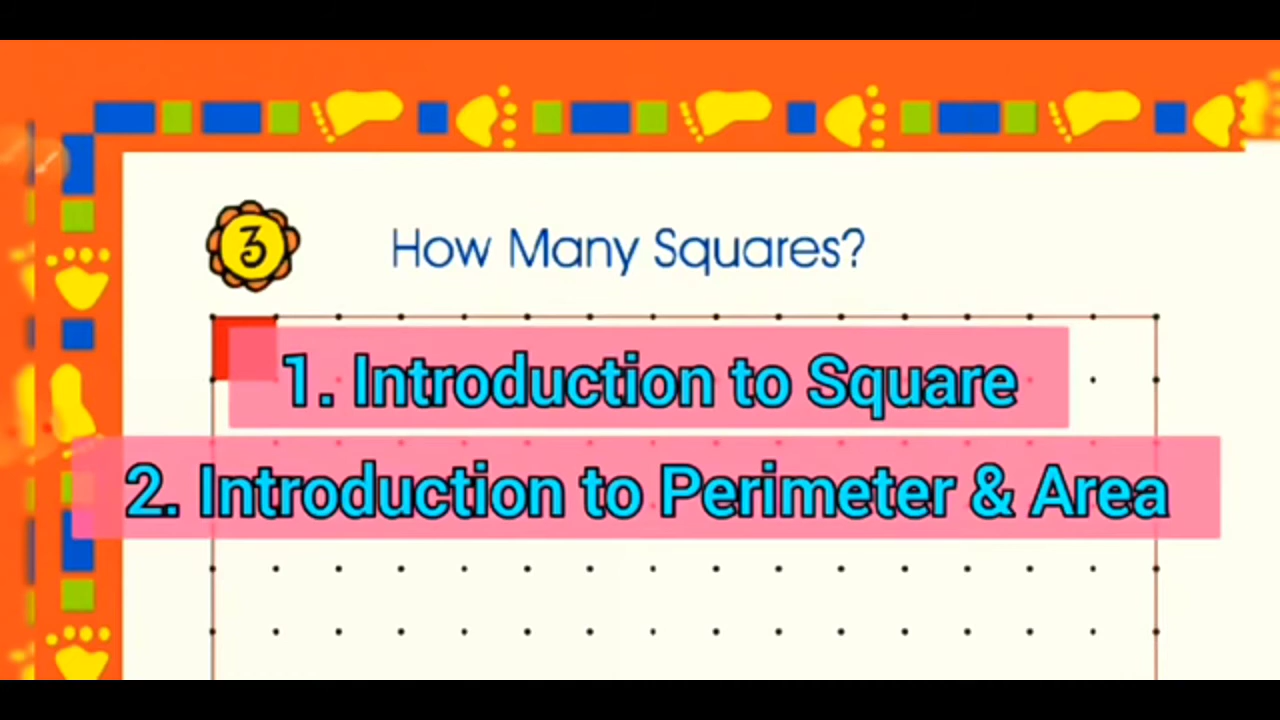 3
How Many Squares?
1. Introduction to Square
2. Introduction to Perimeter & Area